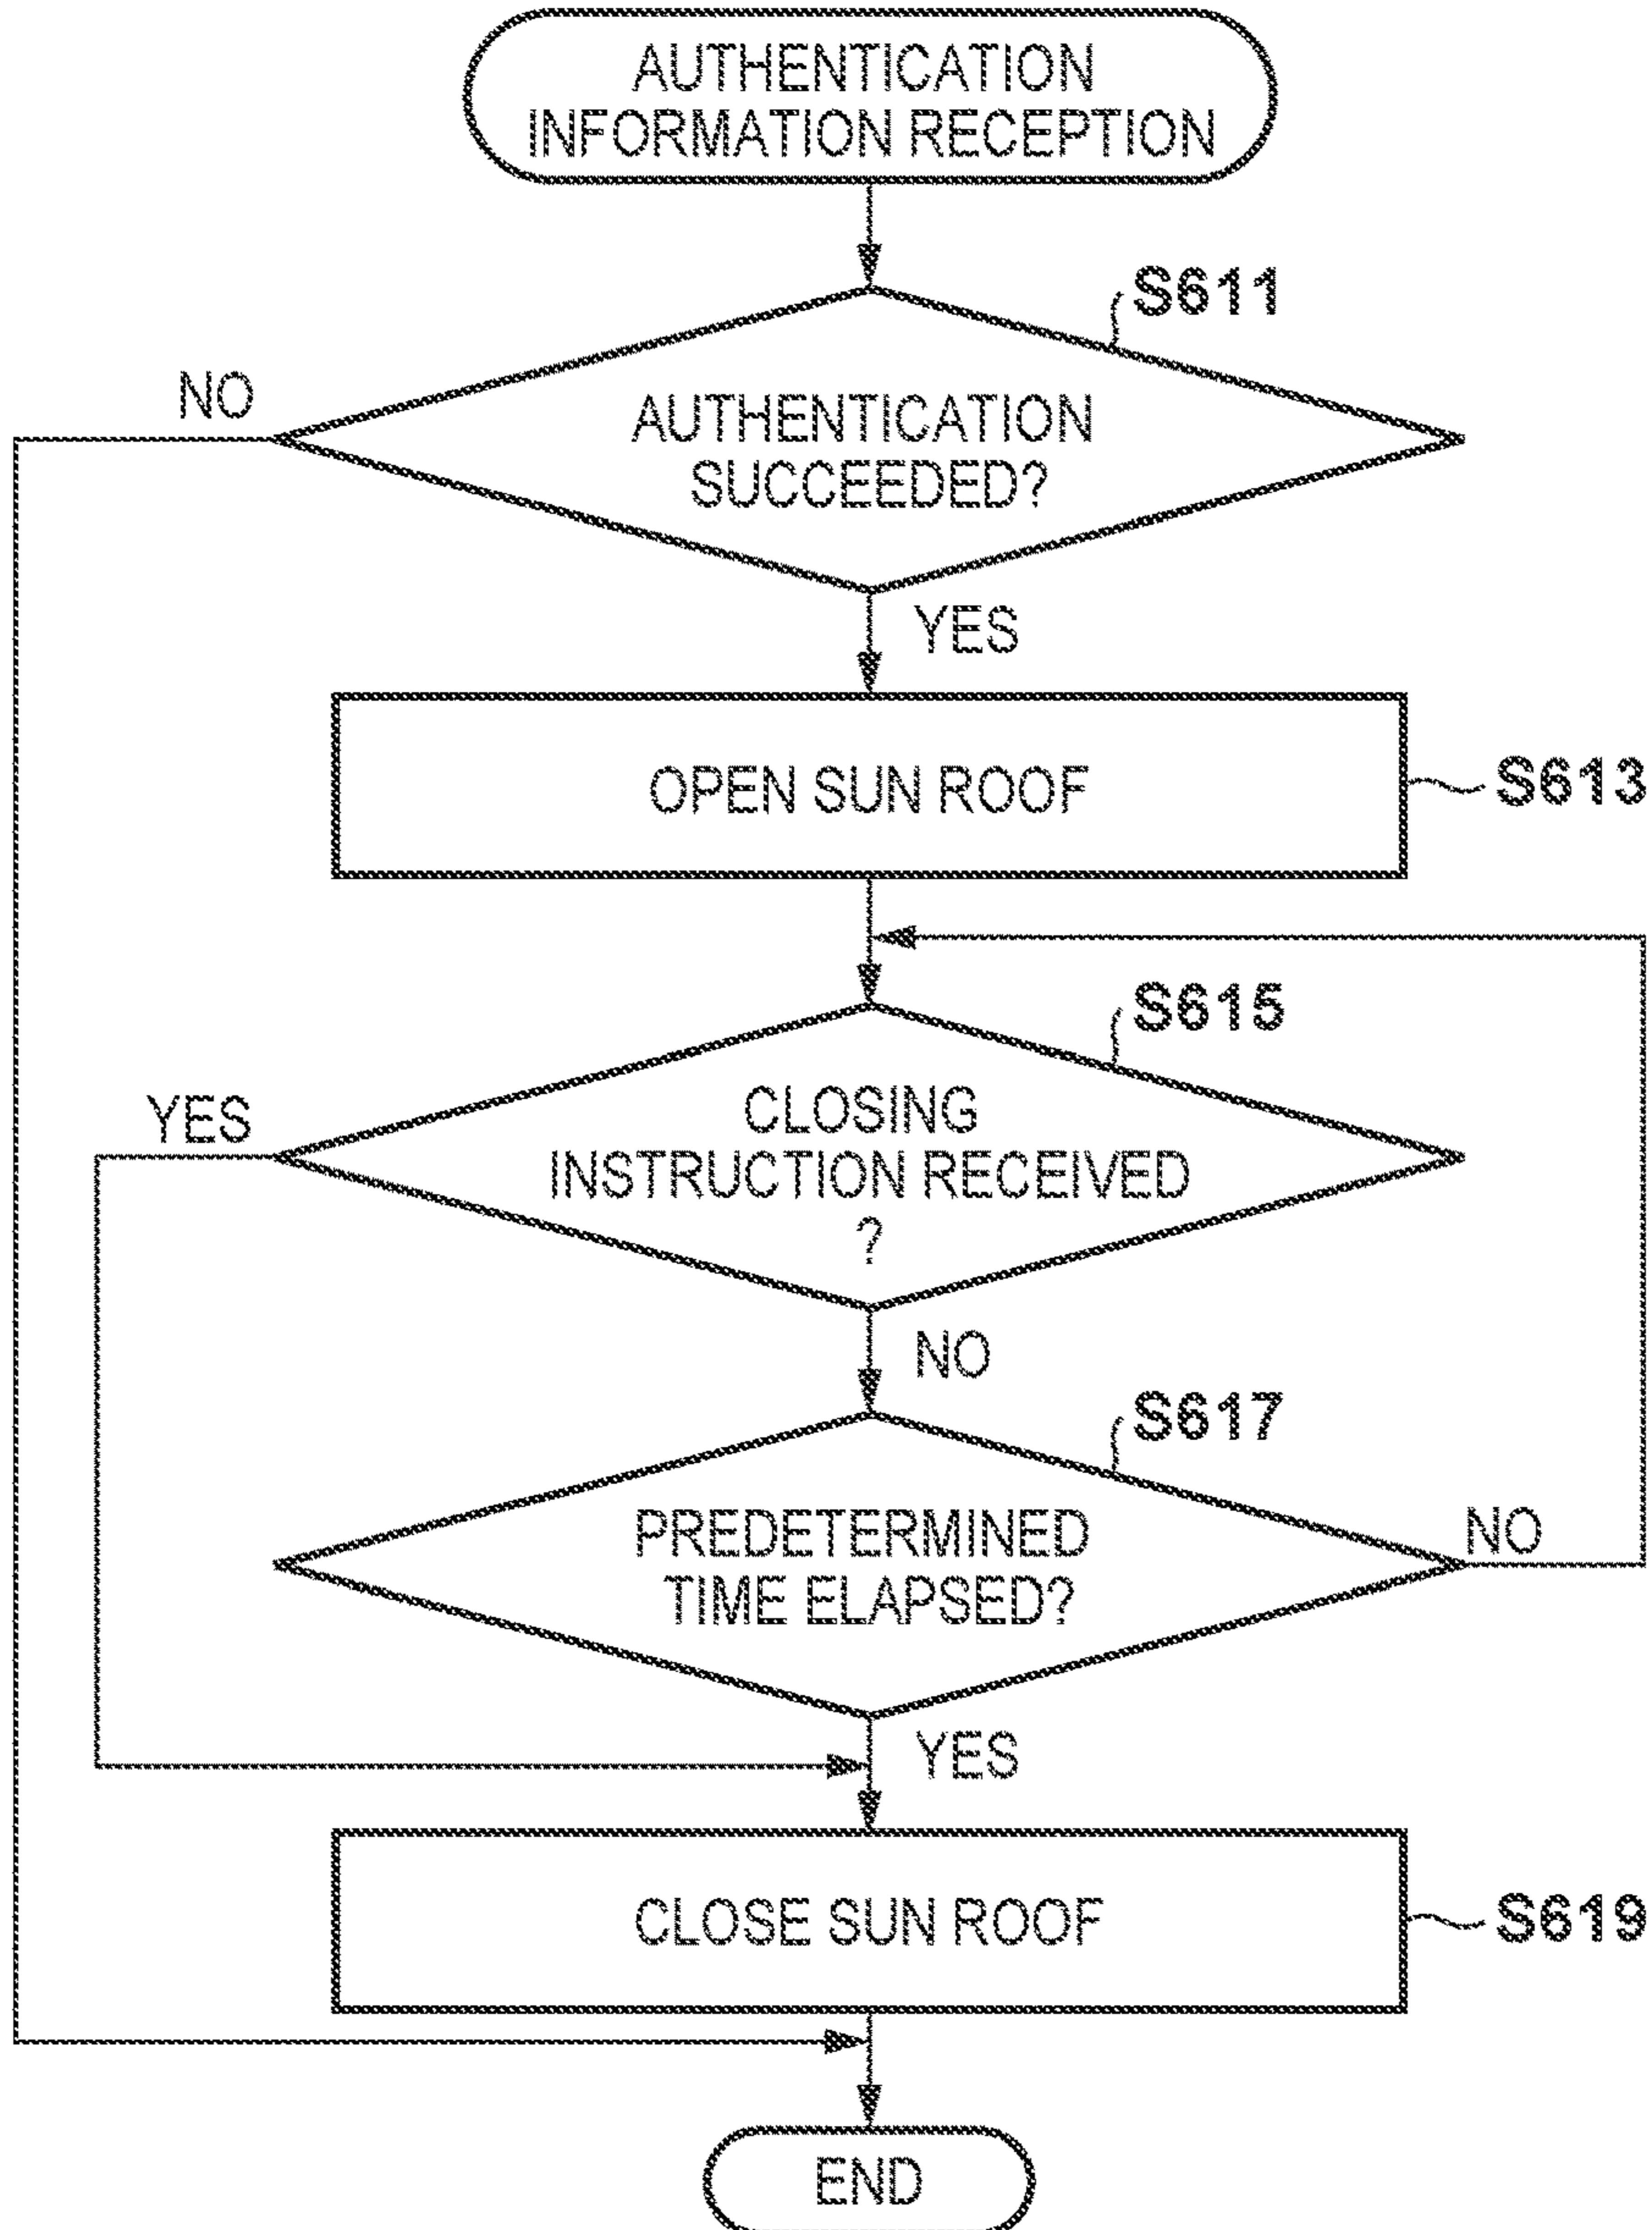 AUTHENTICATION
INFORMATION RECEPTION
S611
NO
AUTHENTICATION
SUCCEEDED?
YES
OPEN SUN ROOF
S613
S615
YES
CLOSING
INSTRUCTION RECEIVED
?
NO
S617
PREDETERMINED
TIME ELAPSED?
NO
YES
CLOSE SUN ROOF
S619
END